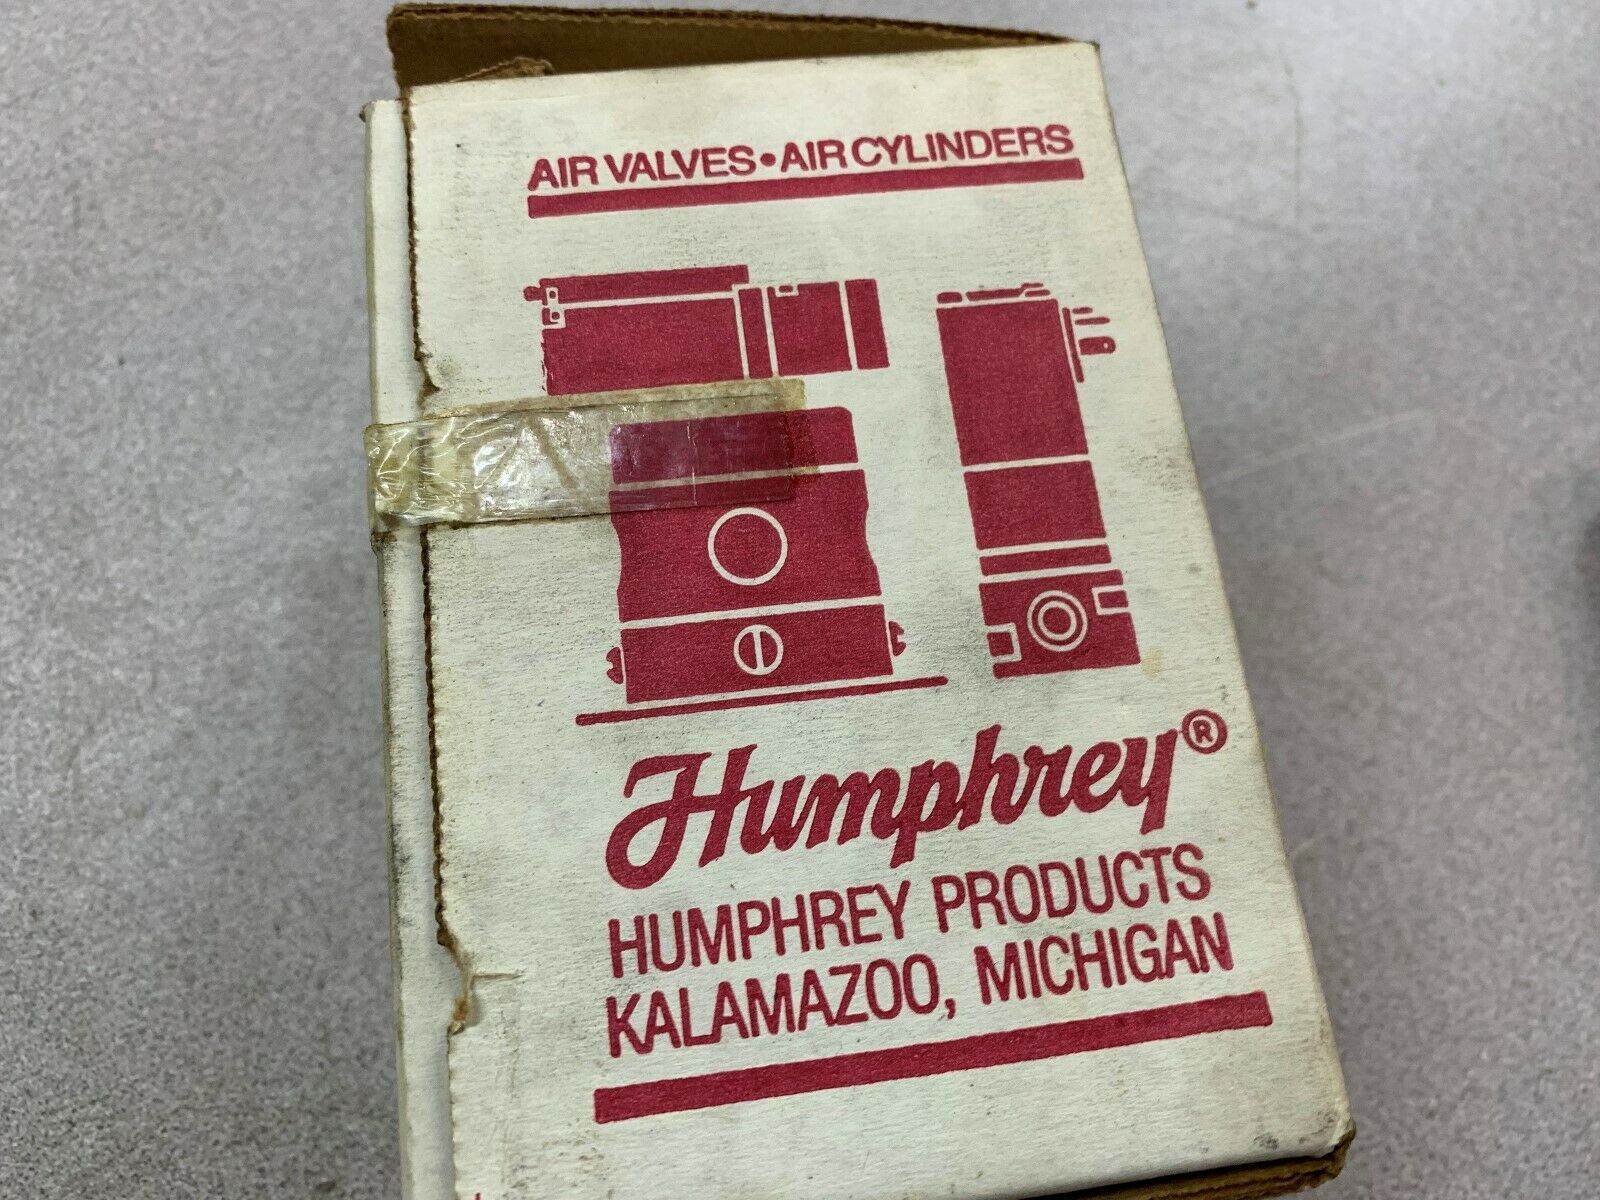 AIR VALVES • AIR CYLINDERS
Humphrey®
HUMPHREY PRODUCTS
KALAMAZOO, MICHIGAN